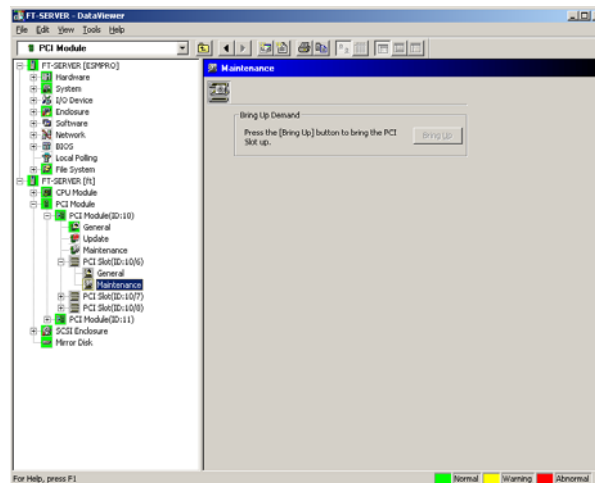 FT-SERVER - DataViewer
File Edit View Tools Help
PCI Module
FT-SERVER [ESMPRO]
Hardware
System
I/O Device
Enclosure
Software
Network
BIOS
Local Polling
File System
FT-SERVER [ft]
CPU Module
PCI Module
PCI Module(ID:10)
General
Update
Maintenance
PCI Slot(ID:10/6)
General
Maintenance
PCI Slot(ID:10/7)
PCI Slot(ID:10/8)
PCI Module(ID:11)
SCSI Enclosure
Mirror Disk
Maintenance
Bring Up Demand
Press the [Bring Up] button to bring the PCI
Slot up.
Bring Up
For Help, press F1
Normal Warning Abnormal